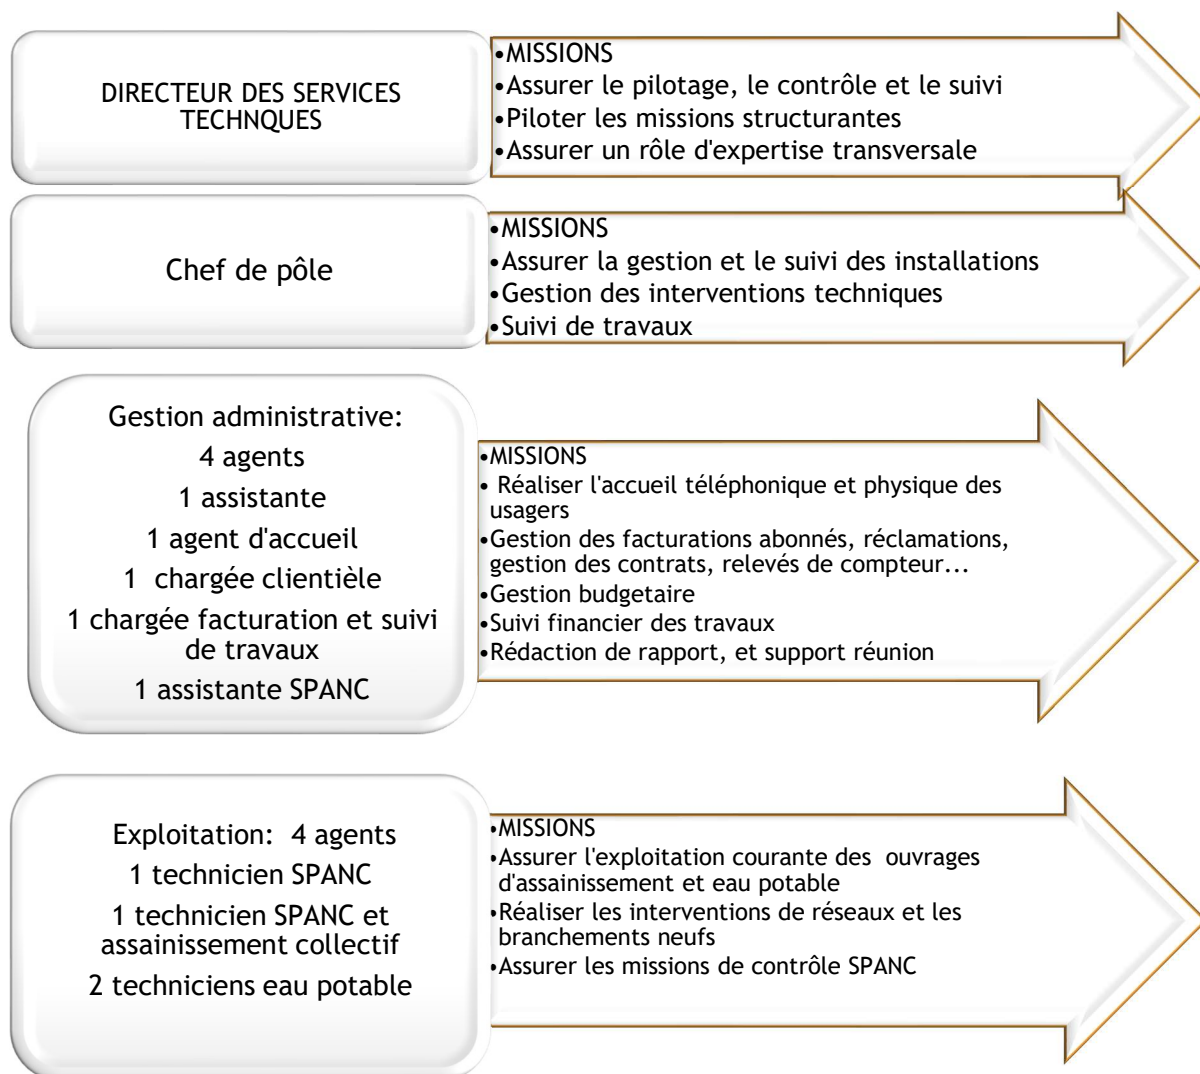 DIRECTEUR DES SERVICES
TECHNQUES
•MISSIONS
•Assurer le pilotage, le contrôle et le suivi
•Piloter les missions structurantes
•Assurer un rôle d'expertise transversale
Chef de pôle
•MISSIONS
•Assurer la gestion et le suivi des installations
•Gestion des interventions techniques
•Suivi de travaux
Gestion administrative:
4 agents
1 assistante
1 agent d'accueil
1 chargée clientèle
1 chargée facturation et suivi
de travaux
1 assistante SPANC
•MISSIONS
• Réaliser l'accueil téléphonique et physique des
usagers
•Gestion des facturations abonnés, réclamations,
gestion des contrats, relevés de compteur...
•Gestion budgetaire
•Suivi financier des travaux
•Rédaction de rapport, et support réunion
Exploitation: 4 agents
1 technicien SPANC
1 technicien SPANC et
assainissement collectif
2 techniciens eau potable
•MISSIONS
•Assurer l'exploitation courante des ouvrages
d'assainissement et eau potable
•Réaliser les interventions de réseaux et les
branchements neufs
•Assurer les missions de contrôle SPANC